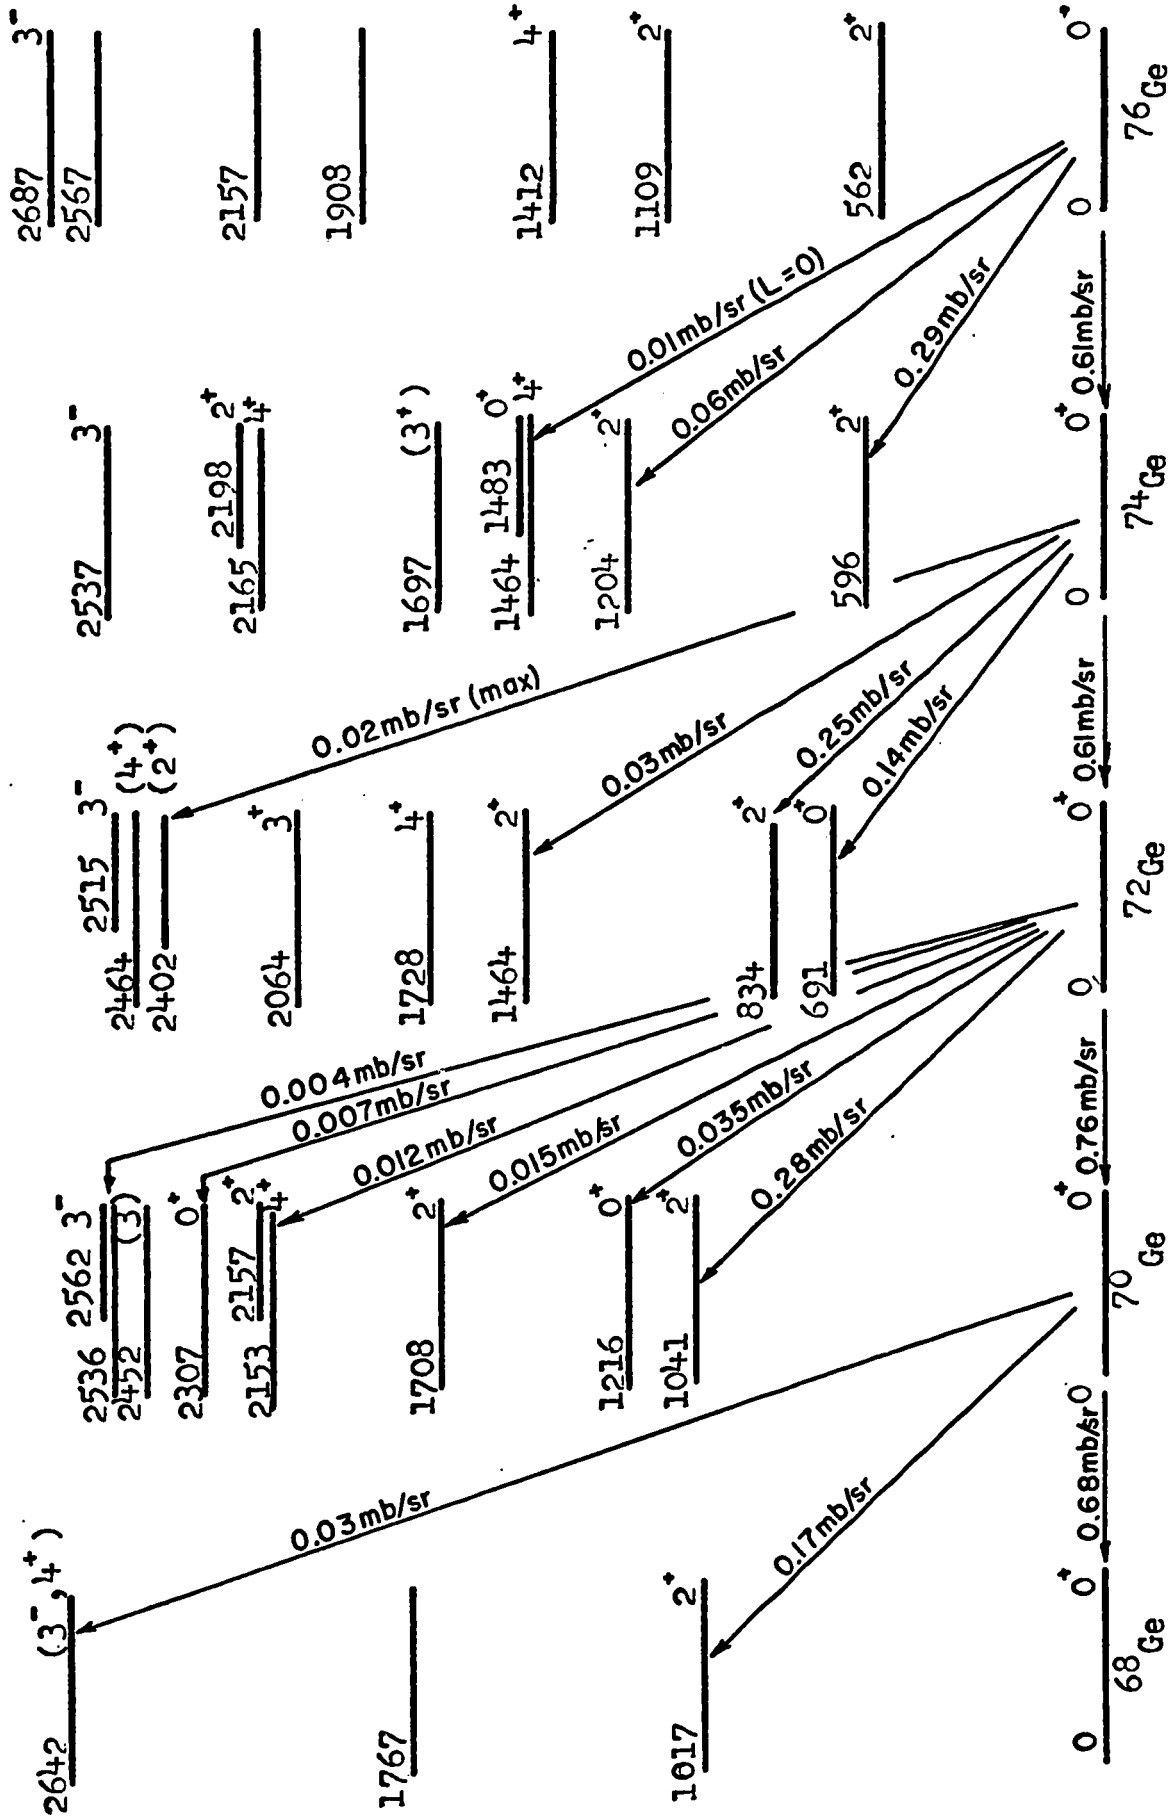 2642 (3⁻,4⁺)
1767
1017 2⁺
0 0⁺
⁶⁸Ge
0.03mb/sr
0.17mb/sr
0.68mb/sr
2562 3⁻
2536
2452 (3)
2307 0⁺
2157 2⁺
2153 4⁺
1708 2⁺
1216 0⁺
1041 2⁺
0 0⁺
⁷⁰Ge
0.004mb/sr
0.007mb/sr
0.012mb/sr
0.015mb/sr
0.035mb/sr
0.28mb/sr
0.76mb/sr
2515 3⁻
2464 (4⁺)
2402 (2⁺)
2064 3⁺
1728 4⁺
1464 2⁺
834 2⁺
691 0⁺
0 0⁺
⁷²Ge
0.02mb/sr (max)
0.03mb/sr
0.25mb/sr
0.14mb/sr
0.61mb/sr
2537 3⁻
2198 2⁺
2165 4⁺
1697 (3⁺)
1483 0⁺
1464 4⁺
1204 2⁺
596 2⁺
0 0⁺
⁷⁴Ge
0.01mb/sr (L=0)
0.06mb/sr
0.29mb/sr
0.61mb/sr
2687 3⁻
2567
2157
1908
1412 4⁺
1109 2⁺
562 2⁺
0 0⁺
⁷⁶Ge